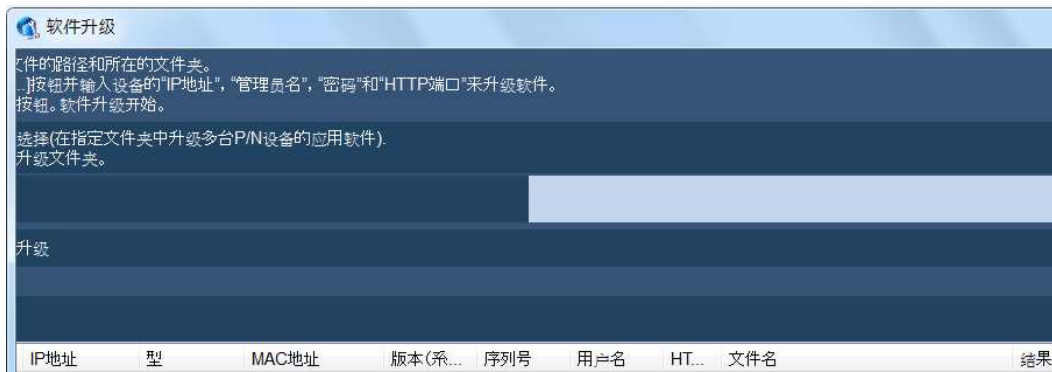 软件升级
文件的路径和所在的文件夹。
...]按钮并输入设备的“IP地址”，“管理员名”，“密码”和“HTTP端口”来升级软件。
按钮。软件升级开始。
选择(在指定文件夹中升级多台P/N设备的应用软件).
升级文件夹。
升级
IP地址 型 MAC地址 版本(系... 序列号 用户名 HT... 文件名 结果